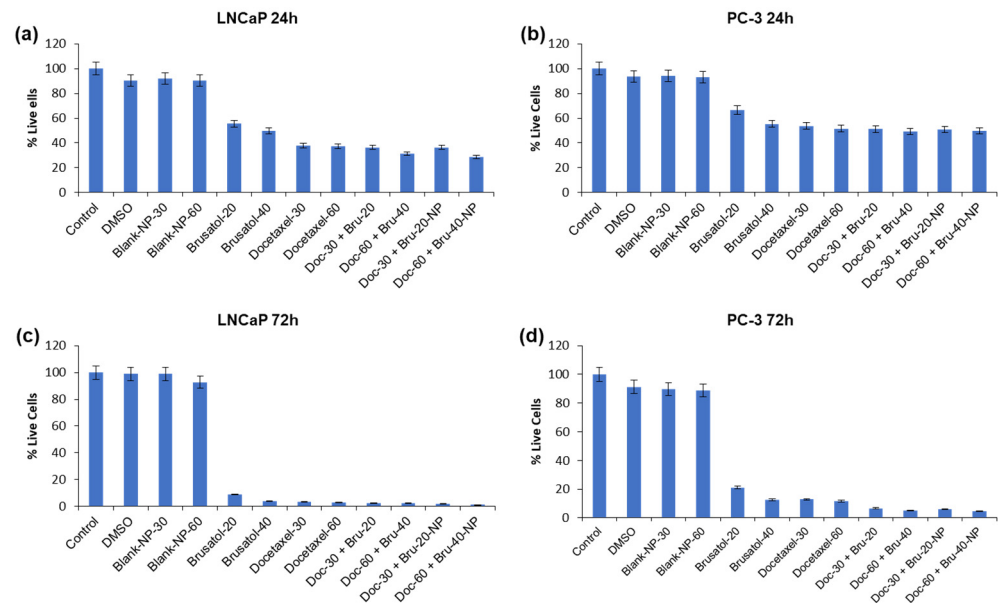 LNCaP 24h
(a)
% Live ells
120
100
80
60
40
20
0
Control
DMSO
Blank-NP-30
Blank-NP-60
Brusatol-20
Brusatol-40
Docetaxel-30
Docetaxel-60
Doc-30 + Bru-20
Doc-60 + Bru-40
Doc-30 + Bru-20-NP
Doc-60 + Bru-40-NP
PC-3 24h
(b)
% Live Cells
120
100
80
60
40
20
0
Control
DMSO
Blank-NP-30
Blank-NP-60
Brusatol-20
Brusatol-40
Docetaxel-30
Docetaxel-60
Doc-30 + Bru-20
Doc-60 + Bru-40
Doc-30 + Bru-20-NP
Doc-60 + Bru-40-NP
LNCaP 72h
(c)
% Live Cells
120
100
80
60
40
20
0
Control
DMSO
Blank-NP-30
Blank-NP-60
Brusatol-20
Brusatol-40
Docetaxel-30
Docetaxel-60
Doc-30 + Bru-20
Doc-60 + Bru-40
Doc-30 + Bru-20-NP
Doc-60 + Bru-40-NP
PC-3 72h
(d)
% Live Cells
120
100
80
60
40
20
0
Control
DMSO
Blank-NP-30
Blank-NP-60
Brusatol-20
Brusatol-40
Docetaxel-30
Docetaxel-60
Doc-30 + Bru-20
Doc-60 + Bru-40
Doc-30 + Bru-20-NP
Doc-60 + Bru-40-NP